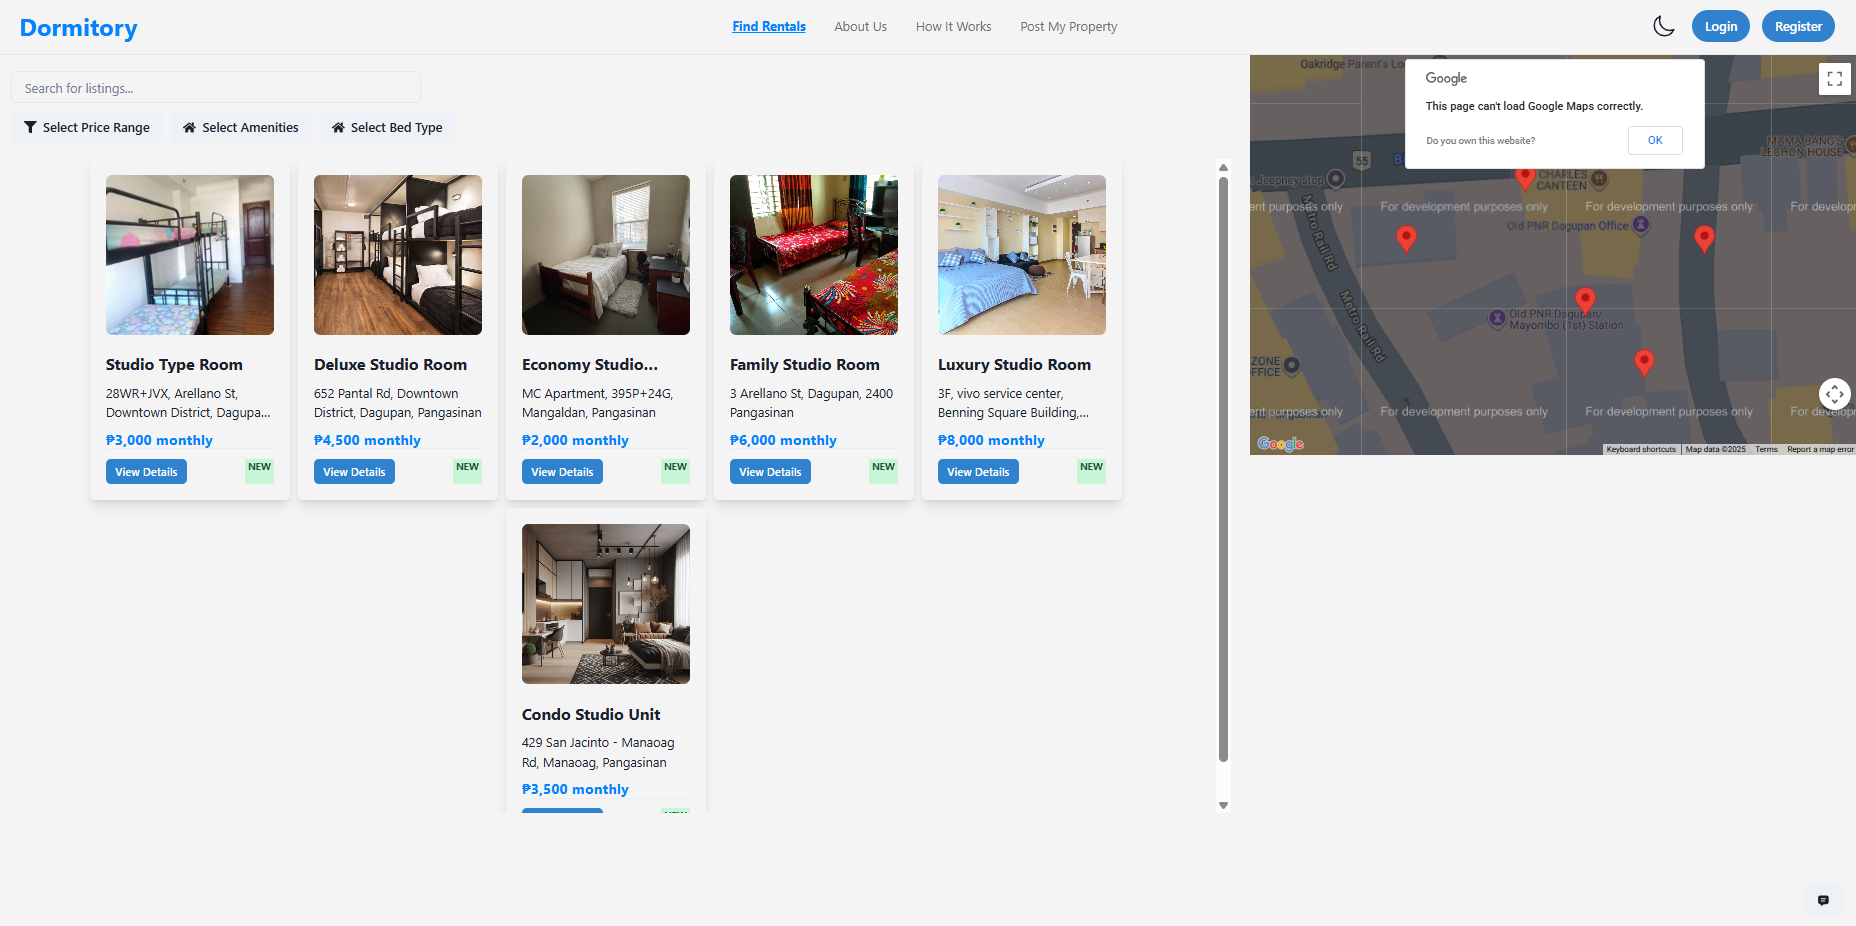 Dormitory
Find Rentals
About Us
How It Works
Post My Property
Login
Register
Search for listings...
Select Price Range
Select Amenities
Select Bed Type
Studio Type Room
28WR+JVX, Arellano St,
Downtown District, Dagupa...
₱3,000 monthly
View Details
NEW
Deluxe Studio Room
652 Pantal Rd, Downtown
District, Dagupan, Pangasinan
₱4,500 monthly
View Details
NEW
Economy Studio...
MC Apartment, 395P+24G,
Mangaldan, Pangasinan
₱2,000 monthly
View Details
NEW
Family Studio Room
3 Arellano St, Dagupan, 2400
Pangasinan
₱6,000 monthly
View Details
NEW
Luxury Studio Room
3F, vivo service center,
Benning Square Building,...
₱8,000 monthly
View Details
NEW
Condo Studio Unit
429 San Jacinto - Manaoag
Rd, Manaoag, Pangasinan
₱3,500 monthly
Oakridge Parent's Lo
Google
This page can't load Google Maps correctly.
Do you own this website?
OK
MAMA BANG'S
LECHON HOUSE
55
Jeepney stop
CHARLES
CANTEEN
nt purposes only
For development purposes only
For development purposes only
For develop
Old PNR Dagupan Office
Metro Rail Rd
Metro Rail Rd
Old PNR Dagupan/
Mayombo (1st) Station
ZONE
OFFICE
nt purposes only
For development purposes only
For development purposes only
For develop
Google
Keyboard shortcuts
Map data ©2025
Terms
Report a map error